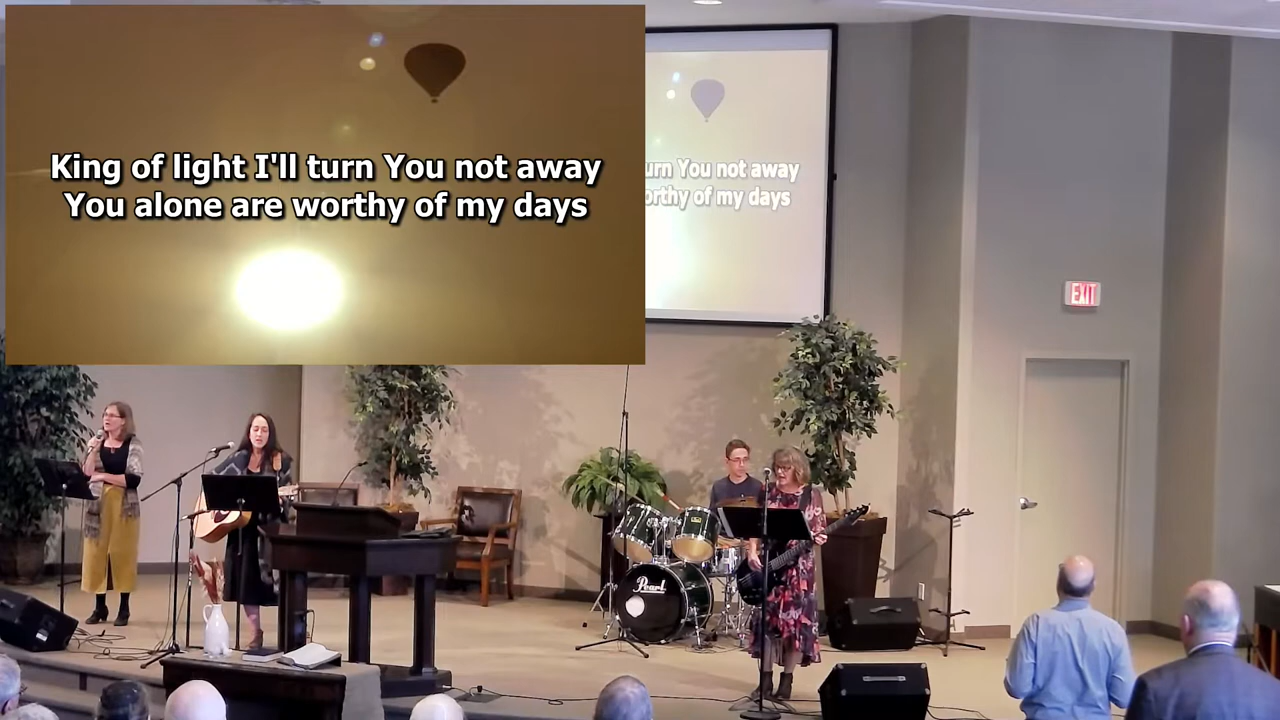 King of light I'll turn You not away
You alone are worthy of my days
urn You not away
orthy of my days
EXIT
Pearl